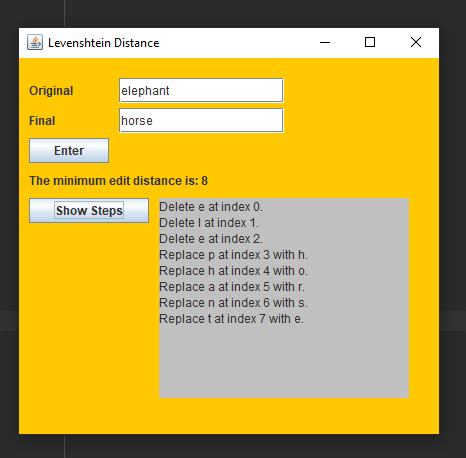 Levenshtein Distance
Original elephant
Final horse
Enter
The minimum edit distance is: 8
Show Steps
Delete e at index 0.
Delete l at index 1.
Delete e at index 2.
Replace p at index 3 with h.
Replace h at index 4 with o.
Replace a at index 5 with r.
Replace n at index 6 with s.
Replace t at index 7 with e.